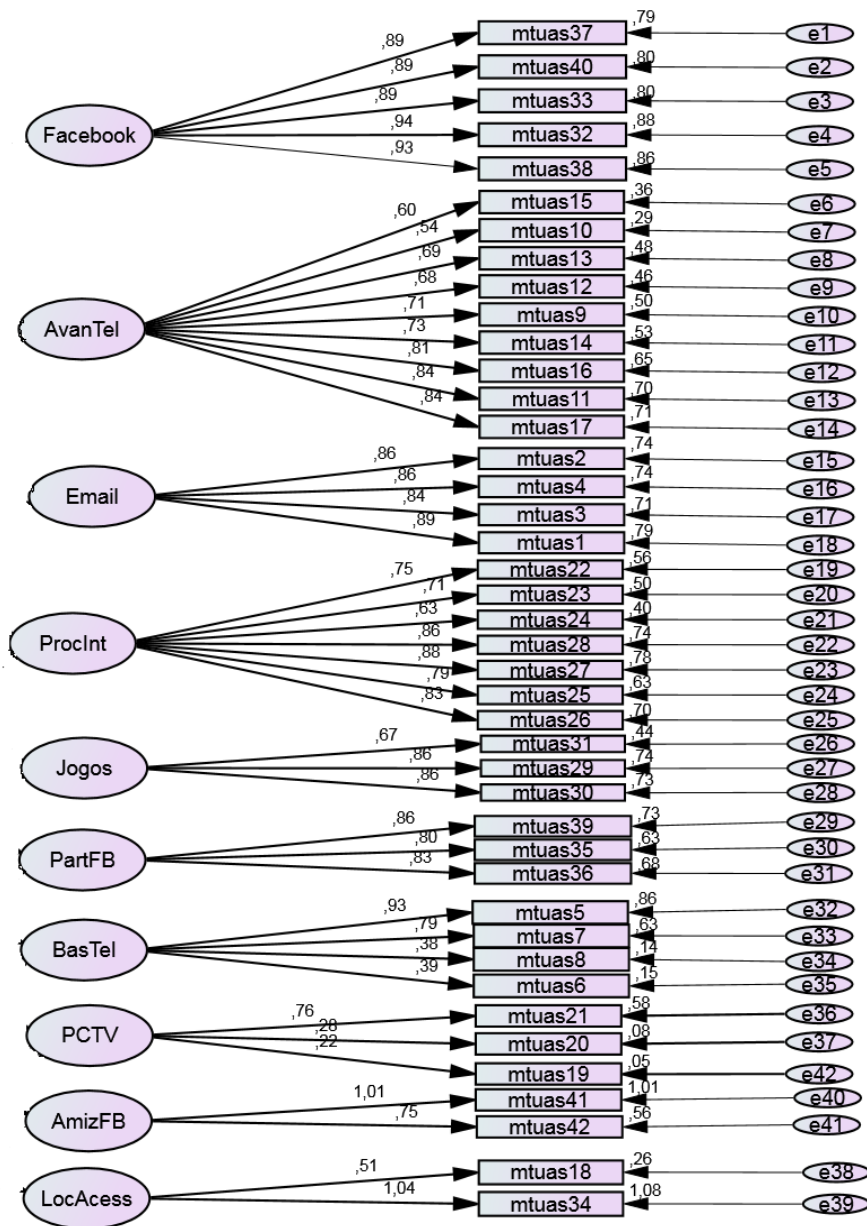 ,89 mtuas37 ,79 e1
,89 mtuas40 ,80 e2
Facebook ,89 mtuas33 ,80 e3
,94 mtuas32 ,88 e4
,93 mtuas38 ,86 e5
,60 mtuas15 ,36 e6
,54 mtuas10 ,29 e7
,69 mtuas13 ,48 e8
,68 mtuas12 ,46 e9
AvanTel ,71 mtuas9 ,50 e10
,73 mtuas14 ,53 e11
,81 mtuas16 ,65 e12
,84 mtuas11 ,70 e13
,84 mtuas17 ,71 e14
,86 mtuas2 ,74 e15
Email ,86 mtuas4 ,74 e16
,84 mtuas3 ,71 e17
,89 mtuas1 ,79 e18
,75 mtuas22 ,56 e19
,71 mtuas23 ,50 e20
,63 mtuas24 ,40 e21
ProcInt ,86 mtuas28 ,74 e22
,88 mtuas27 ,78 e23
,79 mtuas25 ,63 e24
,83 mtuas26 ,70 e25
,67 mtuas31 ,44 e26
Jogos ,86 mtuas29 ,74 e27
,86 mtuas30 ,73 e28
,86 mtuas39 ,73 e29
PartFB ,80 mtuas35 ,63 e30
,83 mtuas36 ,68 e31
,93 mtuas5 ,86 e32
,79 mtuas7 ,63 e33
BasTel ,38 mtuas8 ,14 e34
,39 mtuas6 ,15 e35
,76 mtuas21 ,58 e36
PCTV ,28 mtuas20 ,08 e37
,22 mtuas19 ,05 e42
1,01 mtuas41 1,01 e40
AmizFB ,75 mtuas42 ,56 e41
,51 mtuas18 ,26 e38
LocAcess 1,04 mtuas34 1,08 e39